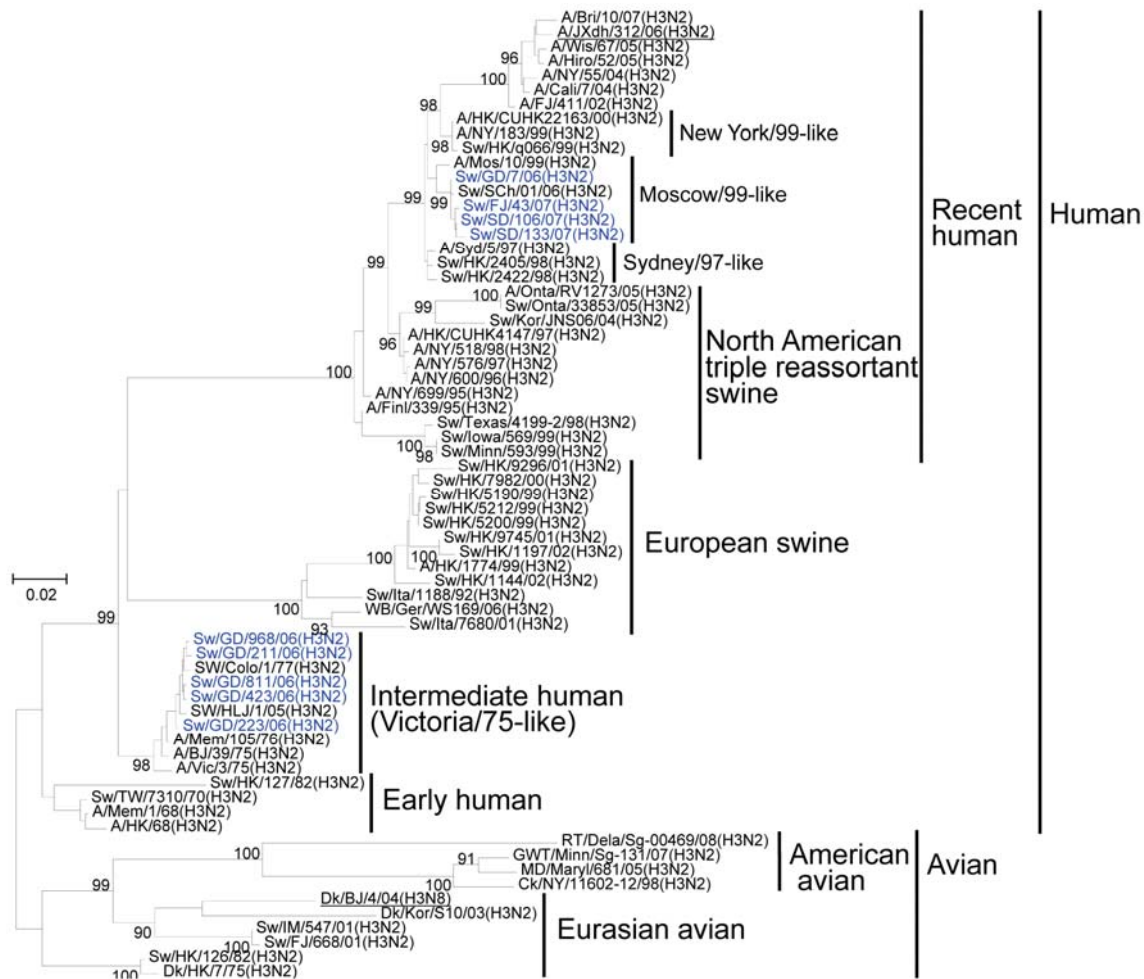 A/Bri/10/07(H3N2)
A/JXdh/312/06(H3N2)
A/Wis/67/05(H3N2)
96
A/Hiro/52/05(H3N2)
A/NY/55/04(H3N2)
100
A/Cali/7/04(H3N2)
A/FJ/411/02(H3N2)
98
A/HK/CUHK22163/00(H3N2)
A/NY/183/99(H3N2)
New York/99-like
98
Sw/HK/q066/99(H3N2)
A/Mos/10/99(H3N2)
Sw/GD/7/06(H3N2)
Sw/SCh/01/06(H3N2)
Moscow/99-like
99
99
Sw/FJ/43/07(H3N2)
Sw/SD/106/07(H3N2)
Sw/SD/133/07(H3N2)
Recent
human
Human
A/Syd/5/97(H3N2)
99
Sw/HK/2405/98(H3N2)
Sydney/97-like
Sw/HK/2422/98(H3N2)
100
A/Onta/RV1273/05(H3N2)
99
Sw/Onta/33853/05(H3N2)
Sw/Kor/JNS06/04(H3N2)
A/HK/CUHK4147/97(H3N2)
96
A/NY/518/98(H3N2)
A/NY/576/97(H3N2)
North American
triple reassortant
swine
100
A/NY/600/96(H3N2)
A/NY/699/95(H3N2)
A/Finl/339/95(H3N2)
Sw/Texas/4199-2/98(H3N2)
Sw/Iowa/569/99(H3N2)
100
Sw/Minn/593/99(H3N2)
98
Sw/HK/9296/01(H3N2)
Sw/HK/7982/00(H3N2)
Sw/HK/5190/99(H3N2)
Sw/HK/5212/99(H3N2)
Sw/HK/5200/99(H3N2)
Sw/HK/9745/01(H3N2)
European swine
100
100
Sw/HK/1197/02(H3N2)
A/HK/1774/99(H3N2)
Sw/HK/1144/02(H3N2)
0.02
Sw/Ita/1188/92(H3N2)
100
WB/Ger/WS169/06(H3N2)
99
93
Sw/Ita/7680/01(H3N2)
Sw/GD/968/06(H3N2)
Sw/GD/211/06(H3N2)
SW/Colo/1/77(H3N2)
Sw/GD/811/06(H3N2)
Sw/GD/423/06(H3N2)
Intermediate human
(Victoria/75-like)
SW/HLJ/1/05(H3N2)
Sw/GD/223/06(H3N2)
A/Mem/105/76(H3N2)
A/BJ/39/75(H3N2)
98
A/Vic/3/75(H3N2)
Sw/HK/127/82(H3N2)
Sw/TW/7310/70(H3N2)
Early human
A/Mem/1/68(H3N2)
A/HK/68(H3N2)
RT/Dela/Sg-00469/08(H3N2)
100
GWT/Minn/Sg-131/07(H3N2)
91
MD/Maryl/681/05(H3N2)
American
avian
Avian
99
100
Ck/NY/11602-12/98(H3N2)
Dk/BJ/4/04(H3N8)
Dk/Kor/S10/03(H3N2)
Eurasian avian
90
Sw/IM/547/01(H3N2)
100
Sw/FJ/668/01(H3N2)
Sw/HK/126/82(H3N2)
100
Dk/HK/7/75(H3N2)